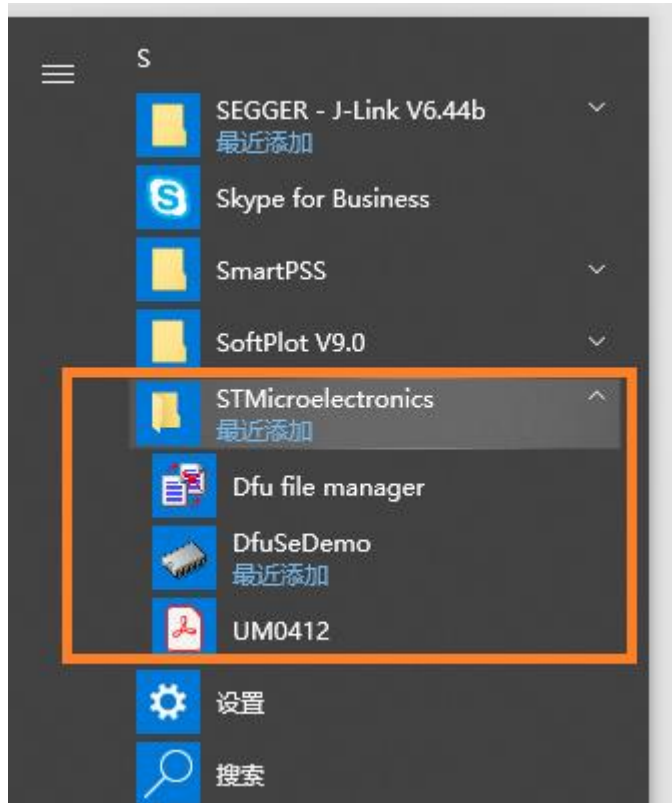 S
SEGGER - J-Link V6.44b
最近添加
Skype for Business
SmartPSS
SoftPlot V9.0
STMicroelectronics
最近添加
Dfu file manager
DfuSeDemo
最近添加
UM0412
设置
搜索